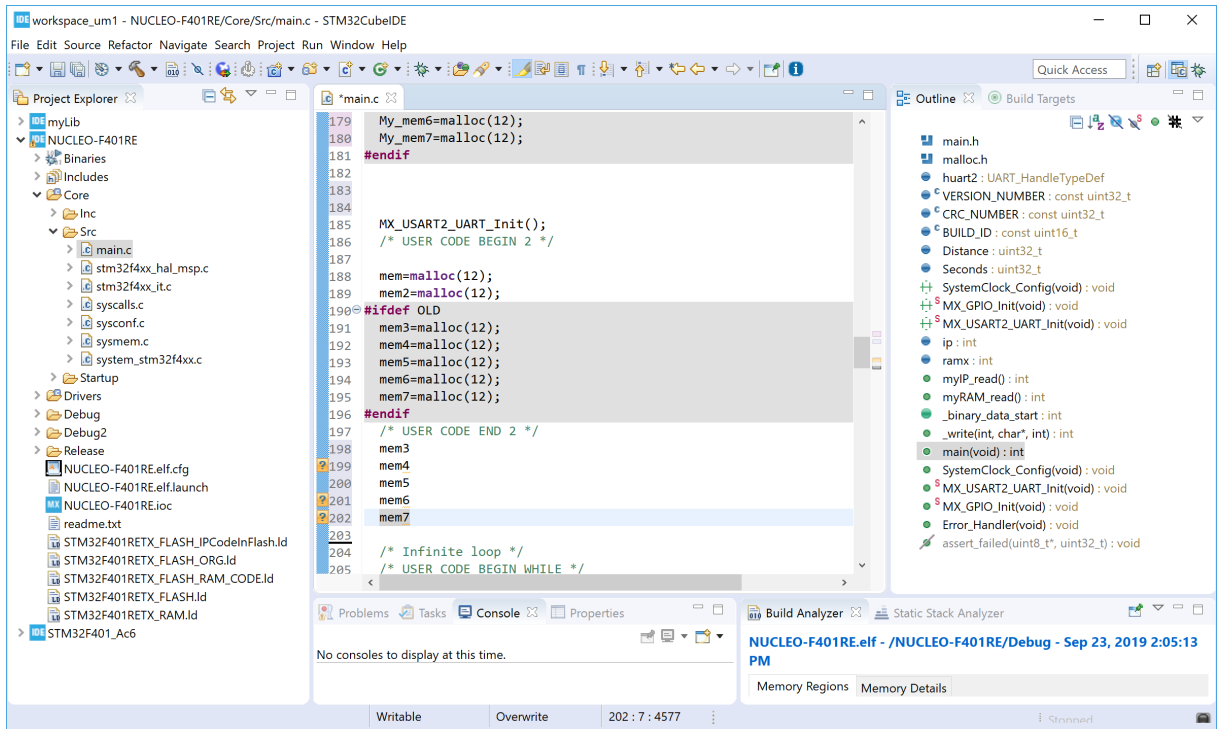 IDE workspace_um1 - NUCLEO-F401RE/Core/Src/main.c - STM32CubeIDE
File Edit Source Refactor Navigate Search Project Run Window Help
Quick Access
Project Explorer
myLib
NUCLEO-F401RE
Binaries
Includes
Core
Inc
Src
main.c
stm32f4xx_hal_msp.c
stm32f4xx_it.c
syscalls.c
sysconf.c
sysmem.c
system_stm32f4xx.c
Startup
Drivers
Debug
Debug2
Release
NUCLEO-F401RE.elf.cfg
NUCLEO-F401RE.elf.launch
MX NUCLEO-F401RE.ioc
readme.txt
STM32F401RETX_FLASH_IPCodeInFlash.ld
STM32F401RETX_FLASH_ORG.ld
STM32F401RETX_FLASH_RAM_CODE.ld
STM32F401RETX_FLASH.ld
STM32F401RETX_RAM.ld
IDE STM32F401_Ac6
*main.c
179 My_mem6=malloc(12);
180 My_mem7=malloc(12);
181 #endif
182
183
184
185 MX_USART2_UART_Init();
186 /* USER CODE BEGIN 2 */
187
188 mem=malloc(12);
189 mem2=malloc(12);
190 #ifdef OLD
191 mem3=malloc(12);
192 mem4=malloc(12);
193 mem5=malloc(12);
194 mem6=malloc(12);
195 mem7=malloc(12);
196 #endif
197 /* USER CODE END 2 */
198 mem3
199 mem4
200 mem5
201 mem6
202 mem7
203
204 /* Infinite loop */
205 /* USER CODE BEGIN WHILE */
Outline Build Targets
main.h
malloc.h
huart2 : UART_HandleTypeDef
VERSION_NUMBER : const uint32_t
CRC_NUMBER : const uint32_t
BUILD_ID : const uint16_t
Distance : uint32_t
Seconds : uint32_t
SystemClock_Config(void) : void
MX_GPIO_Init(void) : void
MX_USART2_UART_Init(void) : void
ip : int
ramx : int
myIP_read() : int
myRAM_read() : int
_binary_data_start : int
_write(int, char*, int) : int
main(void) : int
SystemClock_Config(void) : void
MX_USART2_UART_Init(void) : void
MX_GPIO_Init(void) : void
Error_Handler(void) : void
assert_failed(uint8_t*, uint32_t) : void
Problems Tasks Console Properties
No consoles to display at this time.
Build Analyzer Static Stack Analyzer
NUCLEO-F401RE.elf - /NUCLEO-F401RE/Debug - Sep 23, 2019 2:05:13
PM
Memory Regions Memory Details
Writable Overwrite 202 : 7 : 4577 Stopped